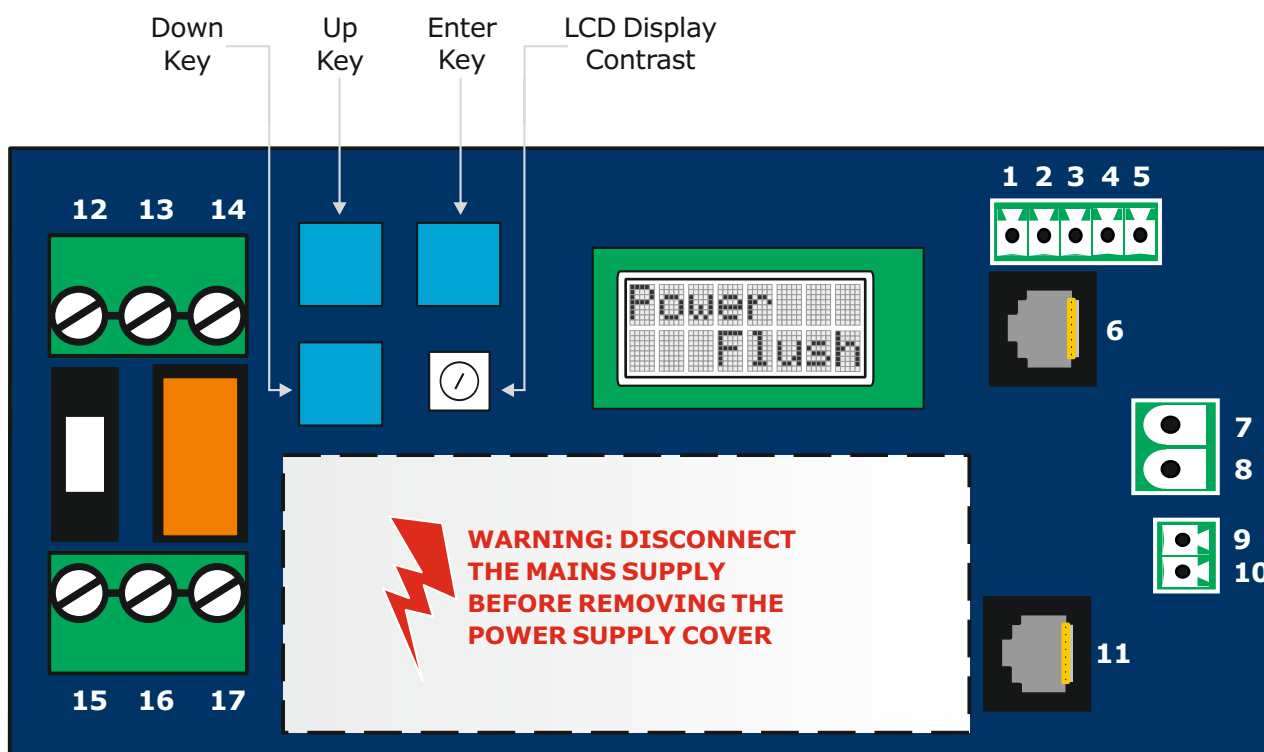 Down
Key
Up
Key
Enter
Key
LCD Display
Contrast
1 2 3 4 5
12 13 14
Power
Flush
6
7
8
WARNING: DISCONNECT
THE MAINS SUPPLY
BEFORE REMOVING THE
POWER SUPPLY COVER
9
10
11
15 16 17